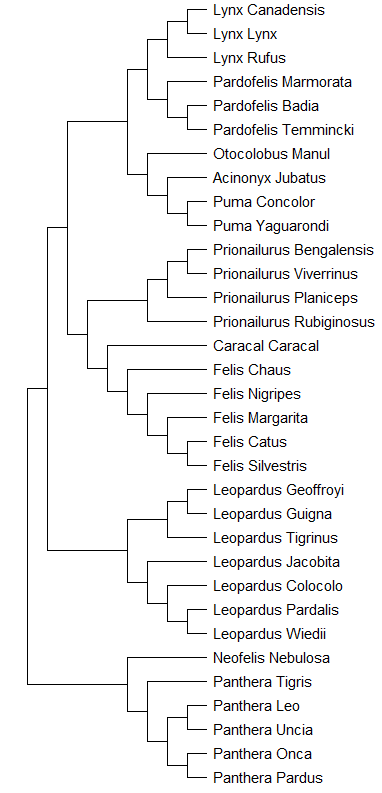 Lynx Canadensis
Lynx Lynx
Lynx Rufus
Pardofelis Marmorata
Pardofelis Badia
Pardofelis Temmincki
Otocolobus Manul
Acinonyx Jubatus
Puma Concolor
Puma Yaguarondi
Prionailurus Bengalensis
Prionailurus Viverrinus
Prionailurus Planiceps
Prionailurus Rubiginosus
Caracal Caracal
Felis Chaus
Felis Nigripes
Felis Margarita
Felis Catus
Felis Silvestris
Leopardus Geoffroyi
Leopardus Guigna
Leopardus Tigrinus
Leopardus Jacobita
Leopardus Colocolo
Leopardus Pardalis
Leopardus Wiedii
Neofelis Nebulosa
Panthera Tigris
Panthera Leo
Panthera Uncia
Panthera Onca
Panthera Pardus